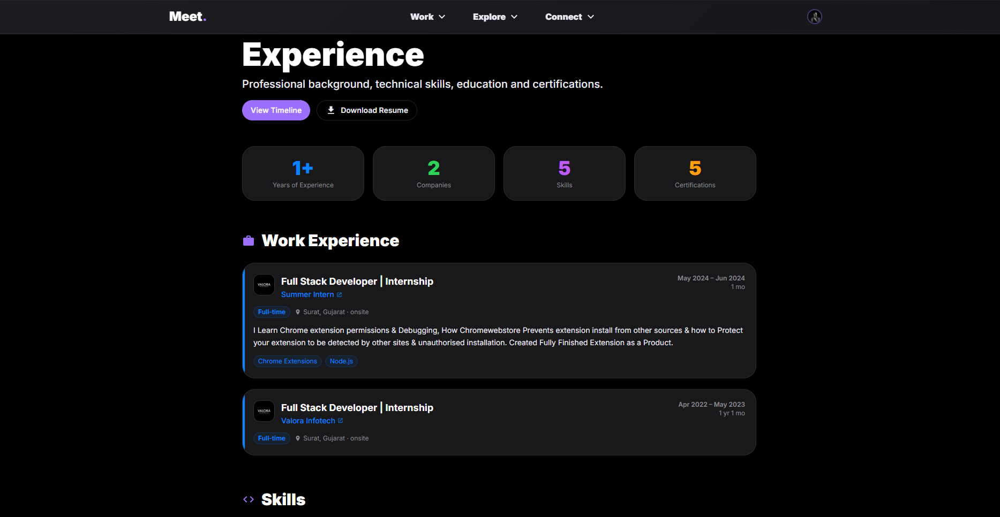 Meet.
Work
Explore
Connect
Experience
Professional background, technical skills, education and certifications.
View Timeline
Download Resume
1+
Years of Experience
2
Companies
5
Skills
5
Certifications
Work Experience
VALORA
Full Stack Developer | Internship
May 2024 – Jun 2024
Summer Intern
1 mo
Full-time
Surat, Gujarat · onsite
I Learn Chrome extension permissions & Debugging, How Chromewebstore Prevents extension install from other sources & how to Protect
your extension to be detected by other sites & unauthorised installation. Created Fully Finished Extension as a Product.
Chrome Extensions
Node.js
VALORA
Full Stack Developer | Internship
Apr 2022 – May 2023
Valora Infotech
1 yr 1 mo
Full-time
Surat, Gujarat · onsite
Skills